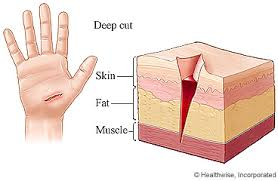 Deep cut
Skin
Fat
Muscle
© Healthwise, Incorporated